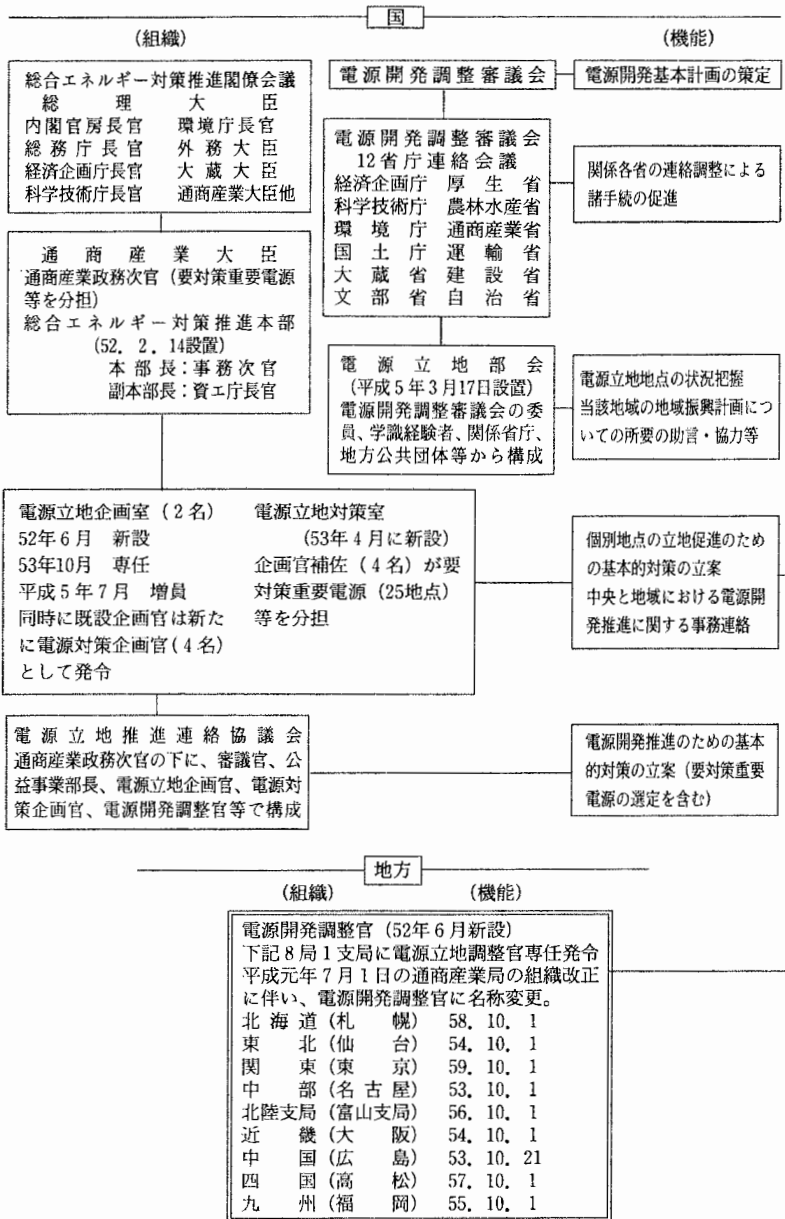 国
(組織)
(機能)
総合エネルギー対策推進閣僚会議
総理大臣
内閣官房長官 環境庁長官
総務庁長官 外務大臣
経済企画庁長官 大蔵大臣
科学技術庁長官 通商産業大臣他
電源開発調整審議会
電源開発基本計画の策定
電源開発調整審議会
12省庁連絡会議
経済企画庁 厚生省
科学技術庁 農林水産省
環境庁 通商産業省
国土庁 運輸省
大蔵省 建設省
文部省 自治省
関係各省の連絡調整による
諸手続の促進
通商産業大臣
通商産業政務次官(要対策重要電源
等を分担)
総合エネルギー対策推進本部
(52. 2. 14設置)
本部長:事務次官
副本部長:資エ庁長官
電源立地部会
(平成5年3月17日設置)
電源開発調整審議会の委
員、学識経験者、関係省庁、
地方公共団体等から構成
電源立地地点の状況把握
当該地域の地域振興計画につ
いての所要の助言・協力等
電源立地企画室(2名)
52年6月 新設
53年10月 専任
平成5年7月 増員
同時に既設企画官は新た
に電源対策企画官(4名)
として発令
電源立地対策室
(53年4月に新設)
企画官補佐(4名)が要
対策重要電源(25地点)
等を分担
個別地点の立地促進のため
の基本的対策の立案
中央と地域における電源開
発推進に関する事務連絡
電源立地推進連絡協議会
通商産業政務次官の下に、審議官、公
益事業部長、電源立地企画官、電源対
策企画官、電源開発調整官等で構成
電源開発推進のための基本
的対策の立案(要対策重要
電源の選定を含む)
地方
(組織)
(機能)
電源開発調整官(52年6月新設)
下記8局1支局に電源立地調整官専任発令
平成元年7月1日の通商産業局の組織改正
に伴い、電源開発調整官に名称変更。
北海道(札幌) 58. 10. 1
東北(仙台) 54. 10. 1
関東(東京) 59. 10. 1
中部(名古屋) 53. 10. 1
北陸支局(富山支局) 56. 10. 1
近畿(大阪) 54. 10. 1
中国(広島) 53. 10. 21
四国(高松) 57. 10. 1
九州(福岡) 55. 10. 1